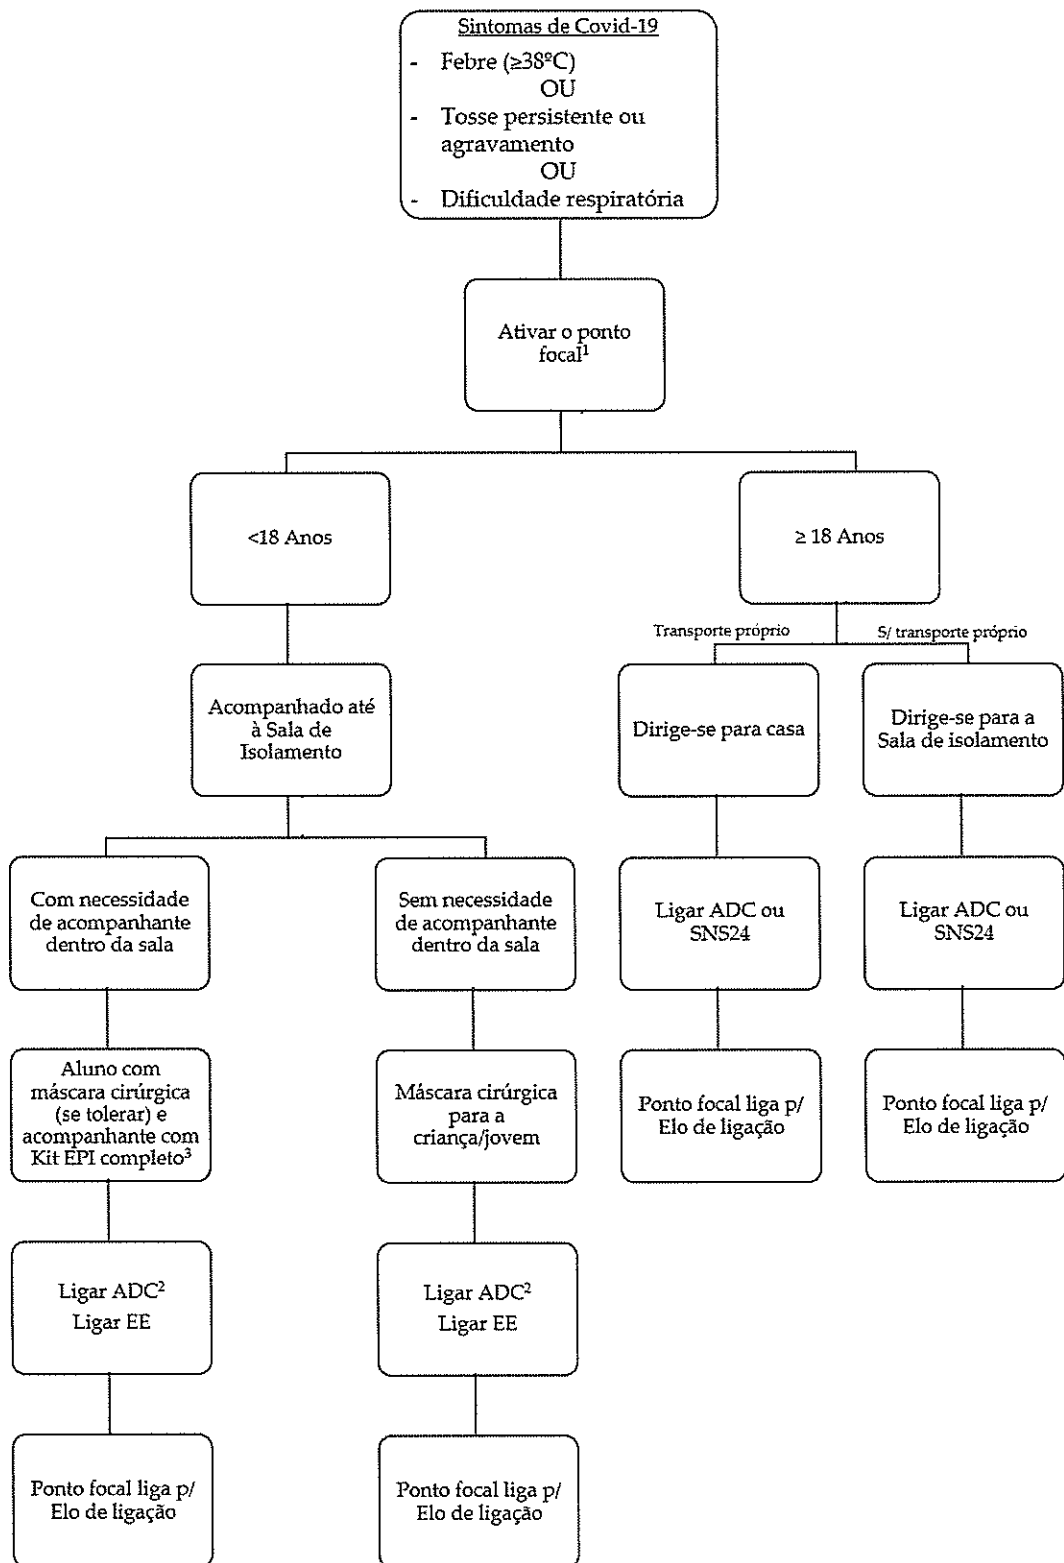 Sintomas de Covid-19
- Febre (≥38ºC)
OU
- Tosse persistente ou
agravamento
OU
- Dificuldade respiratória
Ativar o ponto
focal¹
<18 Anos
≥ 18 Anos
Transporte próprio
S/ transporte próprio
Acompanhado até
à Sala de
Isolamento
Dirige-se para casa
Dirige-se para a
Sala de isolamento
Com necessidade
de acompanhante
dentro da sala
Sem necessidade
de acompanhante
dentro da sala
Ligar ADC ou
SNS24
Ligar ADC ou
SNS24
Aluno com
máscara cirúrgica
(se tolerar) e
acompanhante com
Kit EPI completo³
Máscara cirúrgica
para a
criança/jovem
Ponto focal liga p/
Elo de ligação
Ponto focal liga p/
Elo de ligação
Ligar ADC²
Ligar EE
Ligar ADC²
Ligar EE
Ponto focal liga p/
Elo de ligação
Ponto focal liga p/
Elo de ligação